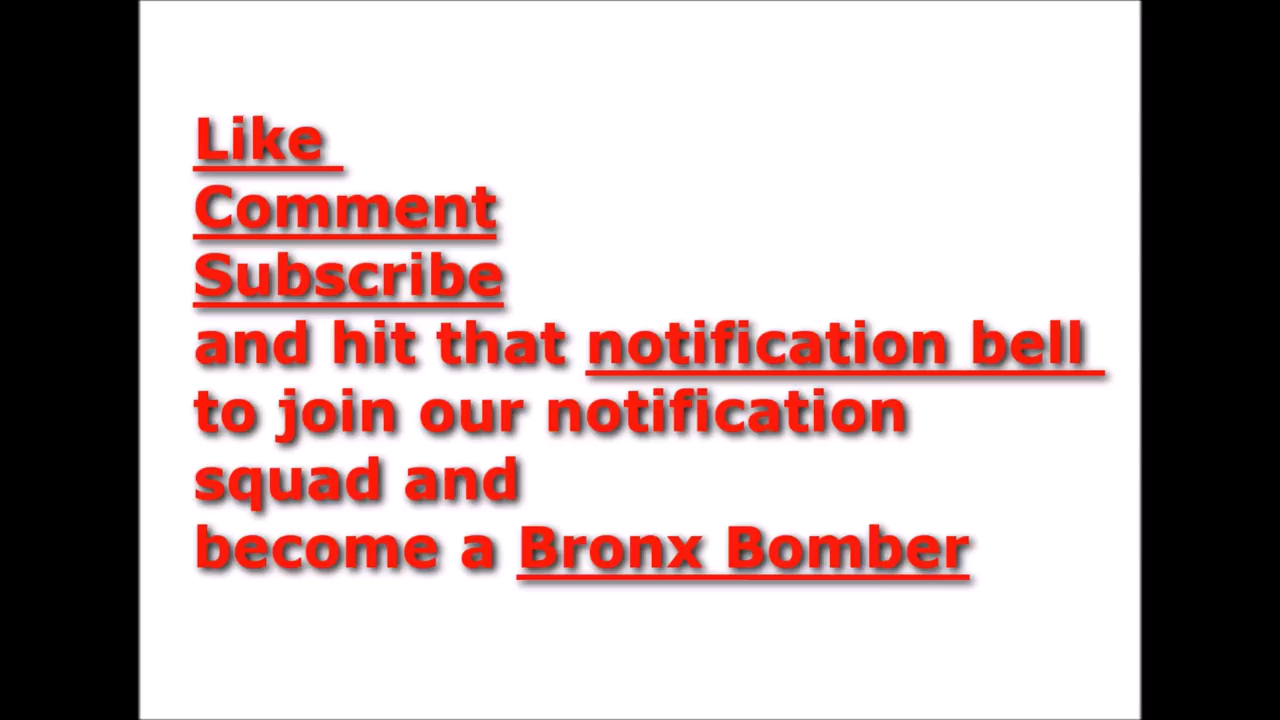 Like
Comment
Subscribe
and hit that notification bell
to join our notification
squad and
become a Bronx Bomber